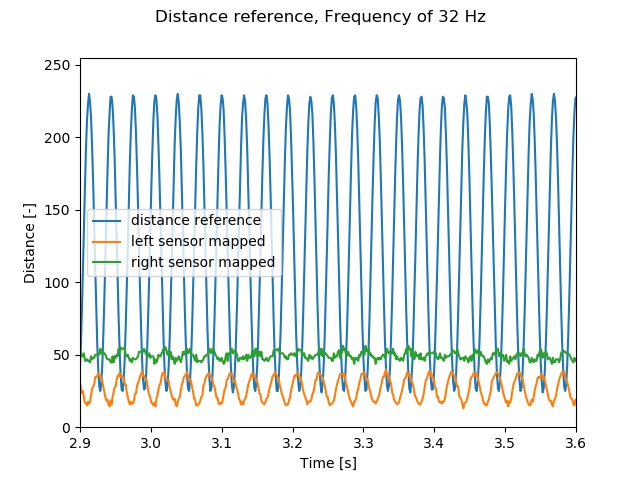 Distance reference, Frequency of 32 Hz
250
200
150
100
50
0
Distance [-]
distance reference
left sensor mapped
right sensor mapped
2.9 3.0 3.1 3.2 3.3 3.4 3.5 3.6
Time [s]